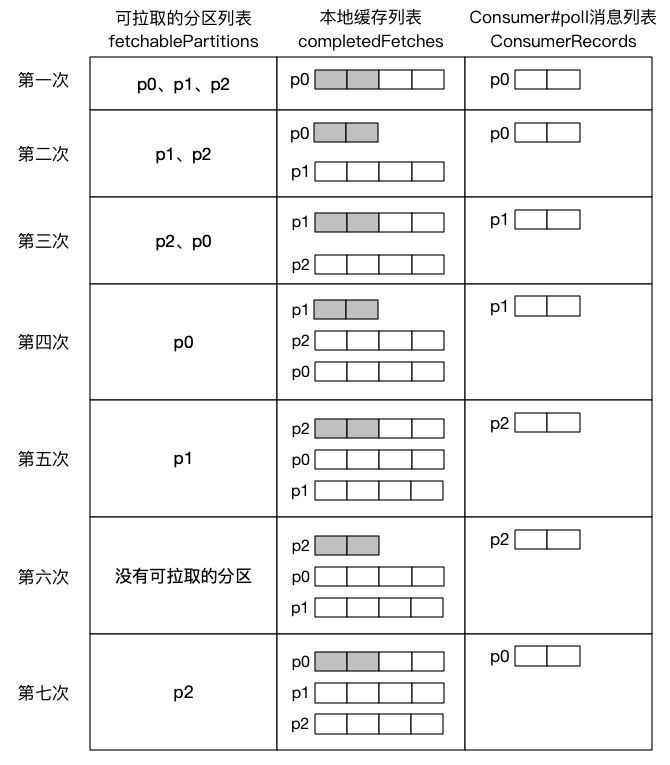 可拉取的分区列表
fetchablePartitions
本地缓存列表
completedFetches
Consumer#poll消息列表
ConsumerRecords
第一次
p0、p1、p2
p0
p0
第二次
p1、p2
p0
p1
p0
第三次
p2、p0
p1
p2
p1
第四次
p0
p1
p2
p0
p1
第五次
p1
p2
p0
p1
p2
第六次
没有可拉取的分区
p2
p0
p1
p2
第七次
p2
p0
p1
p2
p0